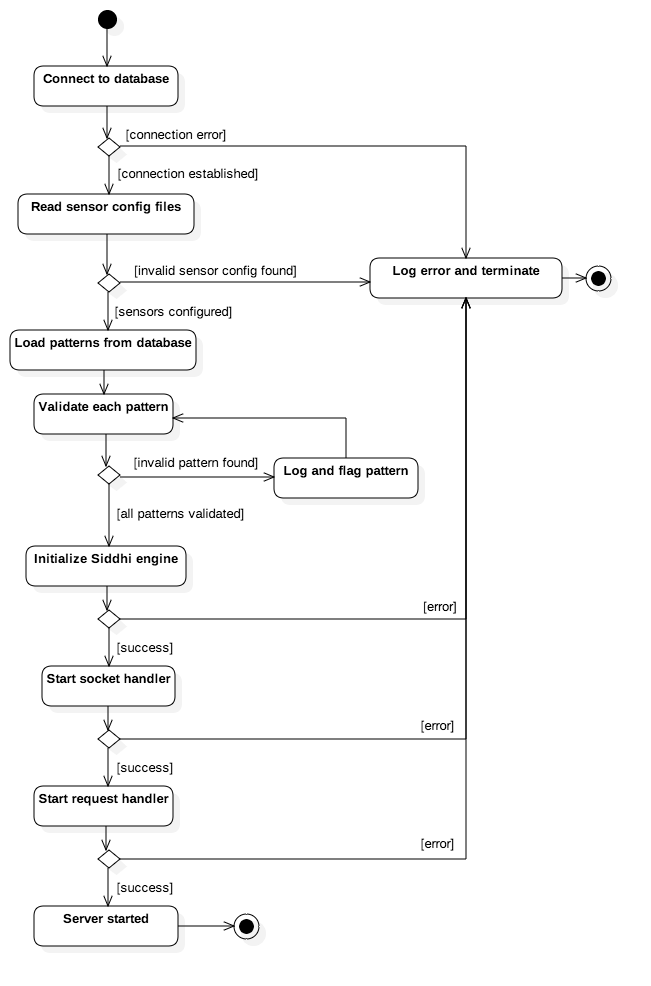 Connect to database
[connection error]
[connection established]
Read sensor config files
[invalid sensor config found]
Log error and terminate
[sensors configured]
Load patterns from database
Validate each pattern
[invalid pattern found]
Log and flag pattern
[all patterns validated]
Initialize Siddhi engine
[error]
[success]
Start socket handler
[error]
[success]
Start request handler
[error]
[success]
Server started